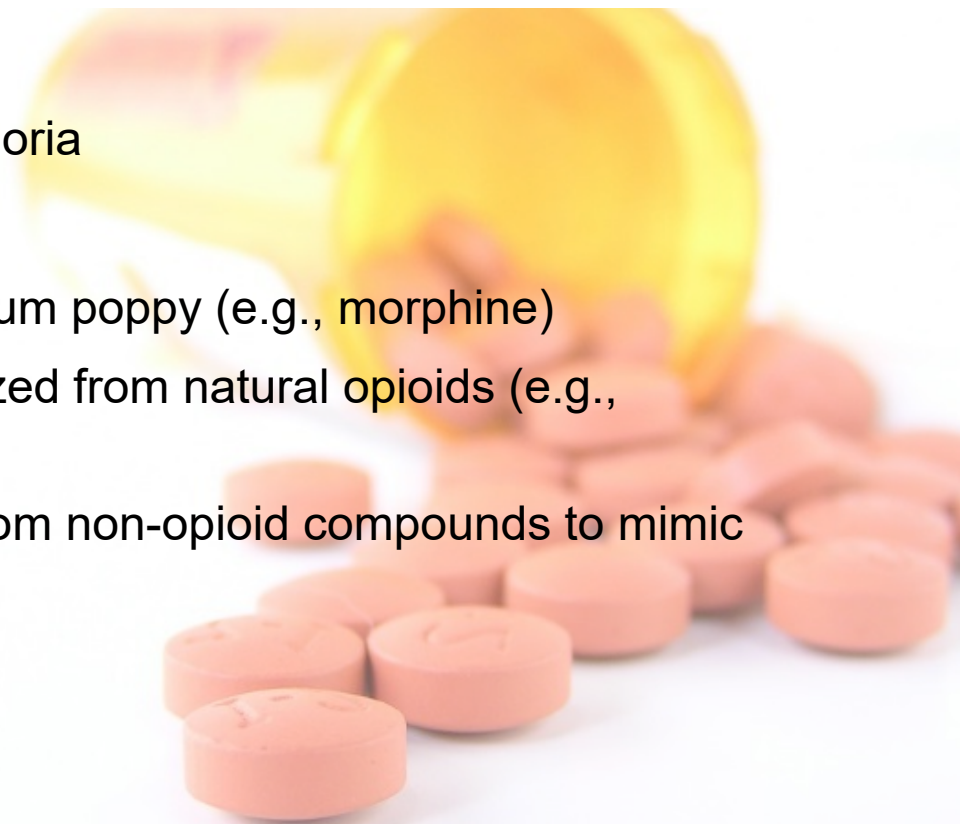 oria
um poppy (e.g., morphine)
zed from natural opioids (e.g.,
om non-opioid compounds to mimic